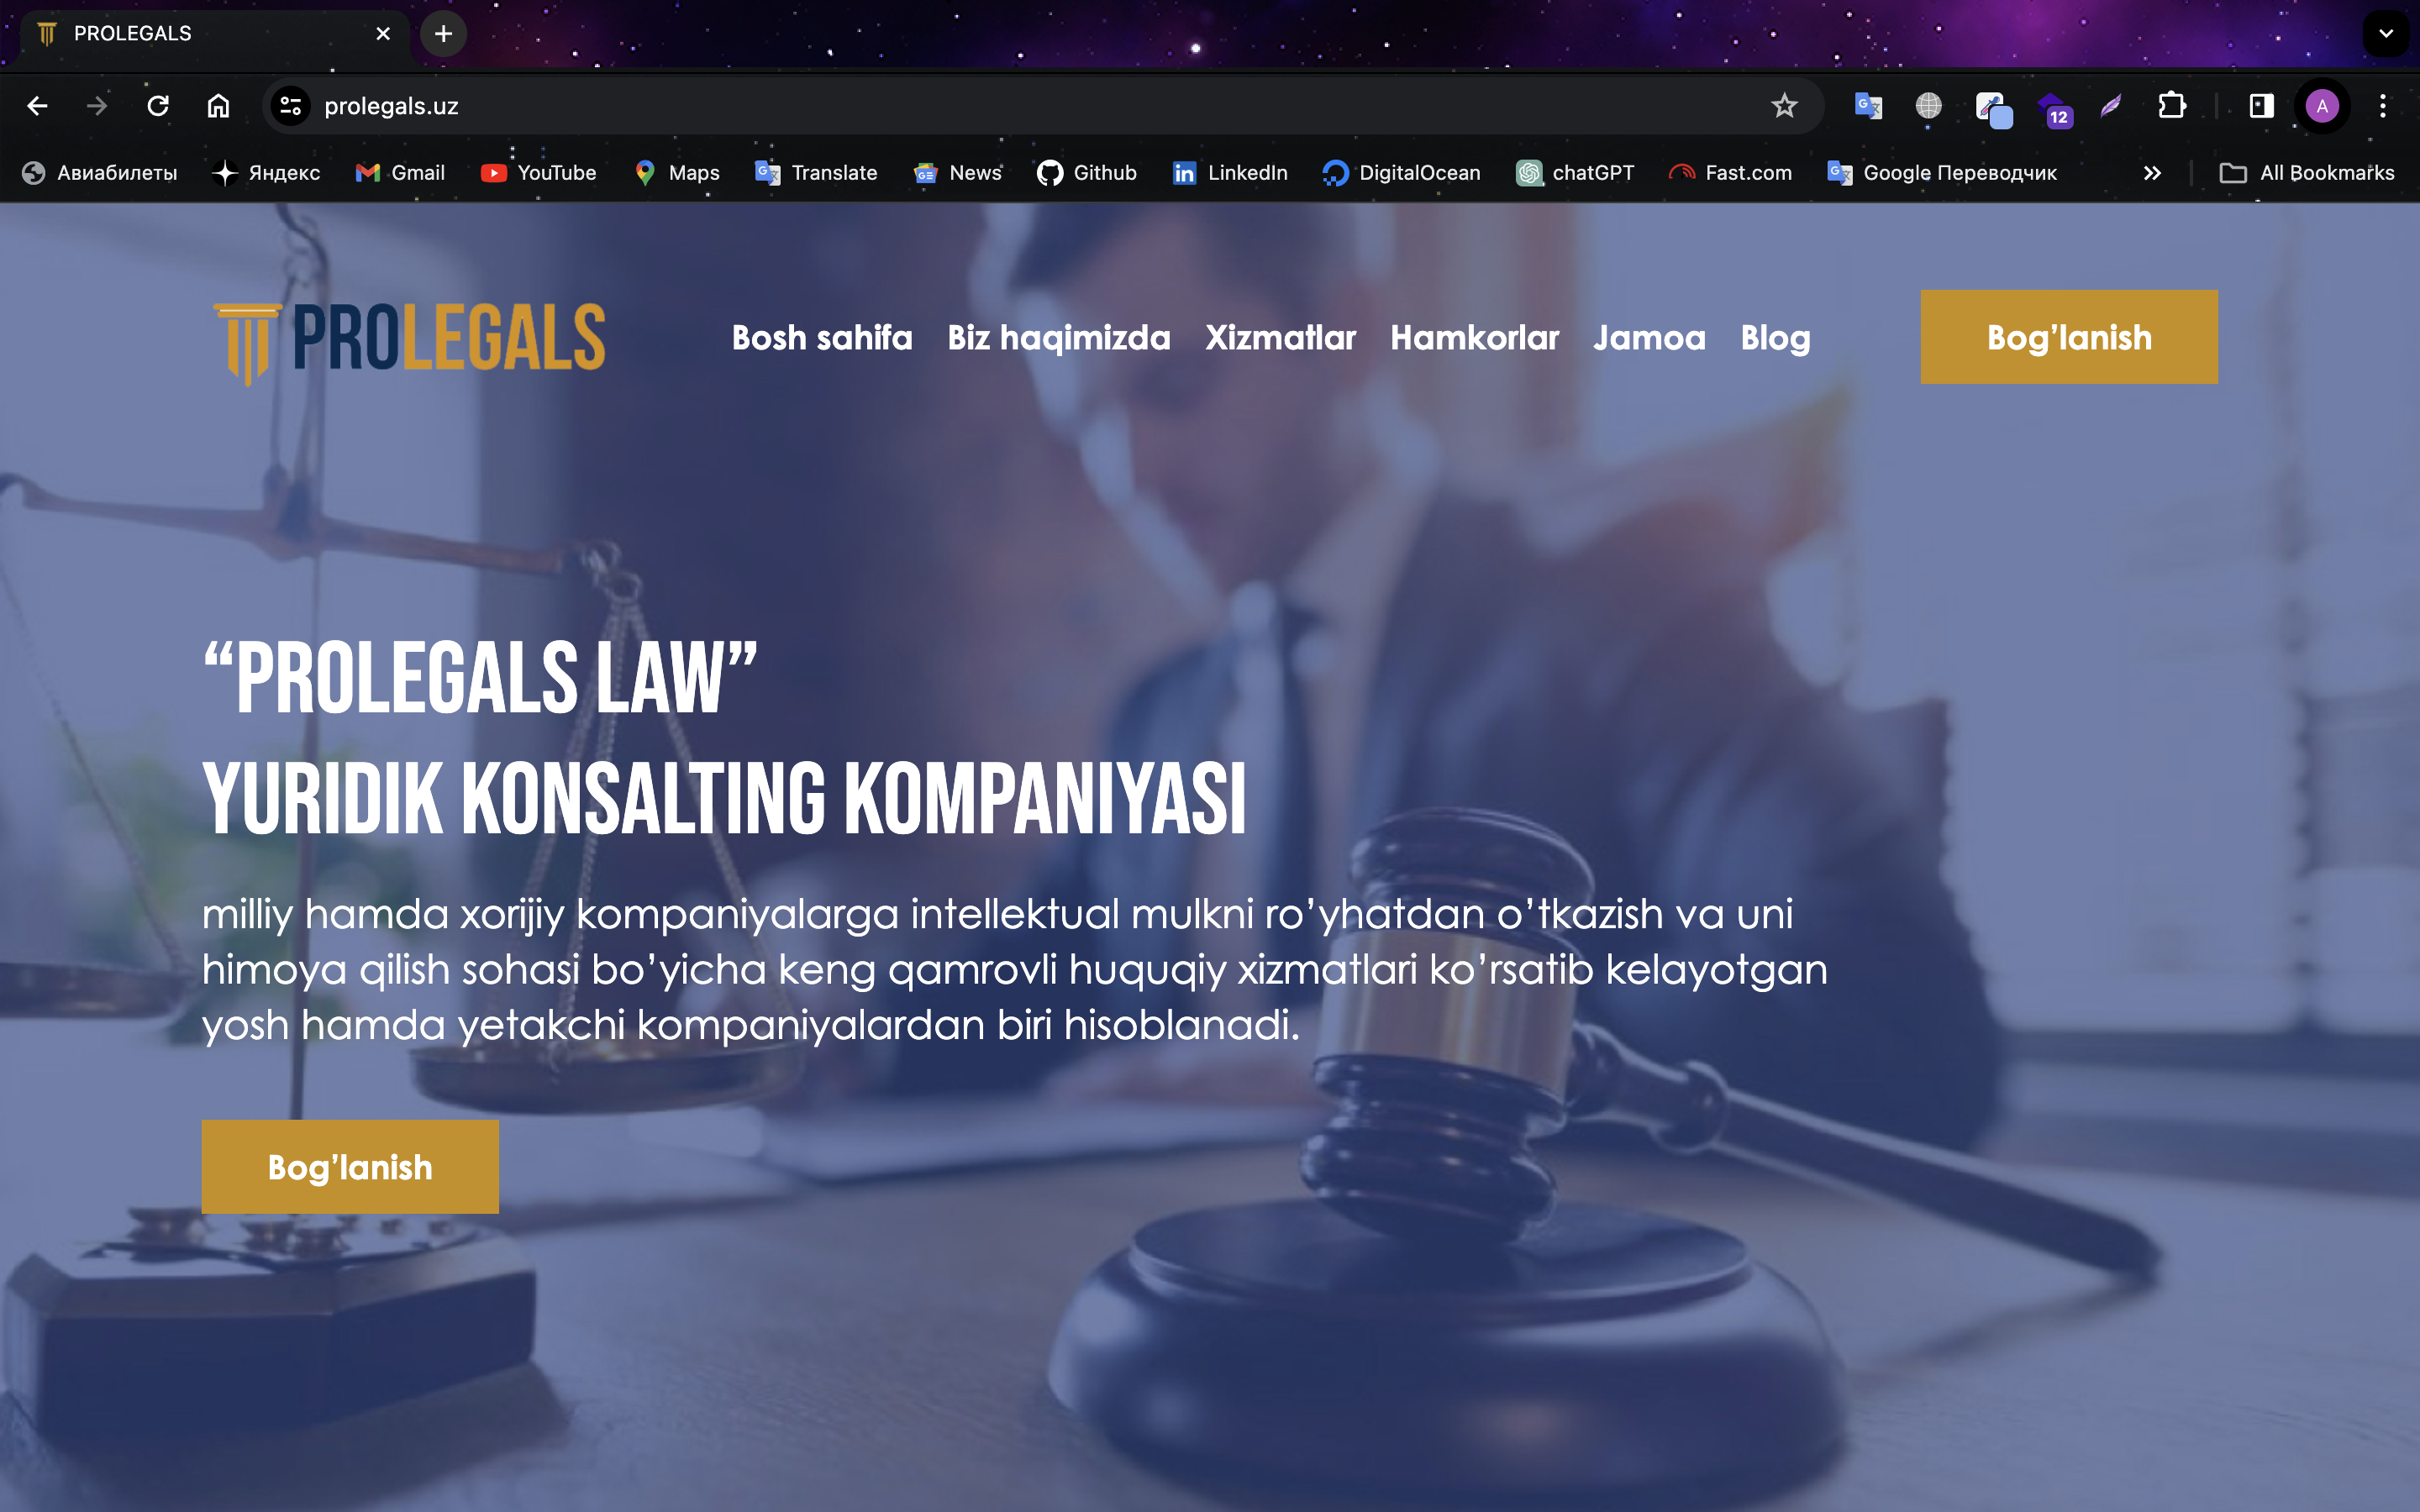 PROLEGALS
prolegals.uz
12
A
Авиабилеты Яндекс Gmail YouTube Maps Translate News Github LinkedIn DigitalOcean chatGPT Fast.com Google Переводчик All Bookmarks
PROLEGALS Bosh sahifa Biz haqimizda Xizmatlar Hamkorlar Jamoa Blog Bog’lanish
“PROLEGALS LAW”
YURIDIK KONSALTING KOMPANIYASI
milliy hamda xorijiy kompaniyalarga intellektual mulkni ro’yhatdan o’tkazish va uni
himoya qilish sohasi bo’yicha keng qamrovli huquqiy xizmatlari ko’rsatib kelayotgan
yosh hamda yetakchi kompaniyalardan biri hisoblanadi.
Bog’lanish